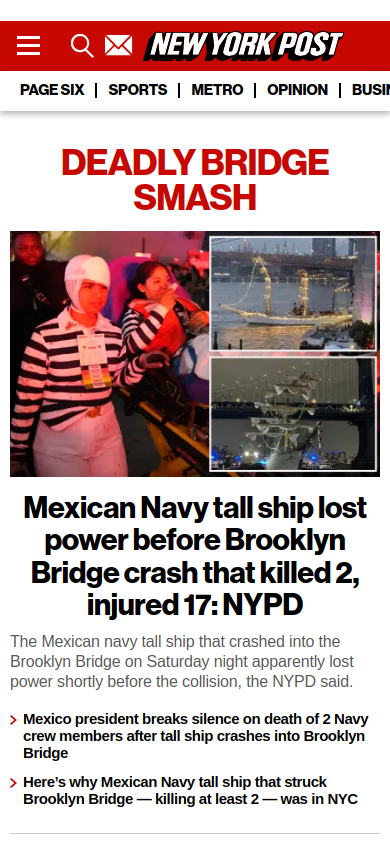 NEW YORK POST
PAGE SIX
SPORTS
METRO
OPINION
BUSIN
DEADLY BRIDGE
SMASH
Mexican Navy tall ship lost
power before Brooklyn
Bridge crash that killed 2,
injured 17: NYPD
The Mexican navy tall ship that crashed into the
Brooklyn Bridge on Saturday night apparently lost
power shortly before the collision, the NYPD said.
Mexico president breaks silence on death of 2 Navy
crew members after tall ship crashes into Brooklyn
Bridge
Here’s why Mexican Navy tall ship that struck
Brooklyn Bridge — killing at least 2 — was in NYC